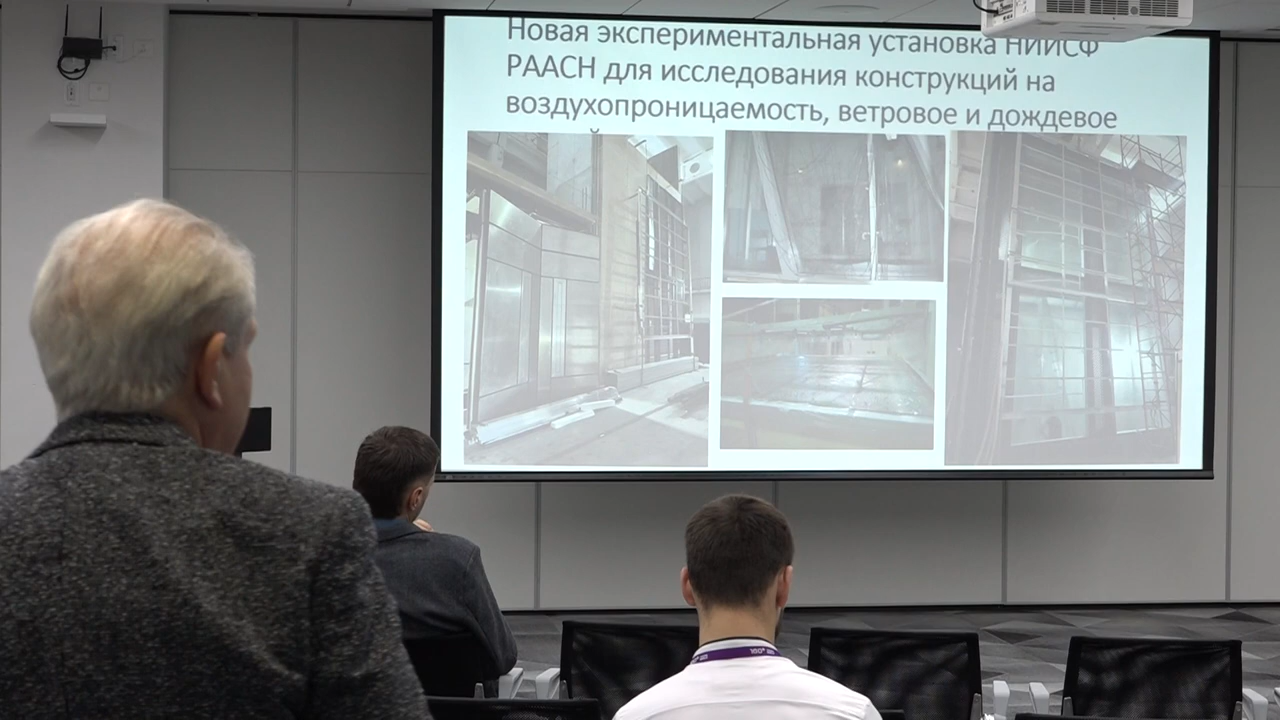 Новая экспериментальная установка НИИСФ
РААСН для исследования конструкций на
воздухопроницаемость, ветровое и дождевое